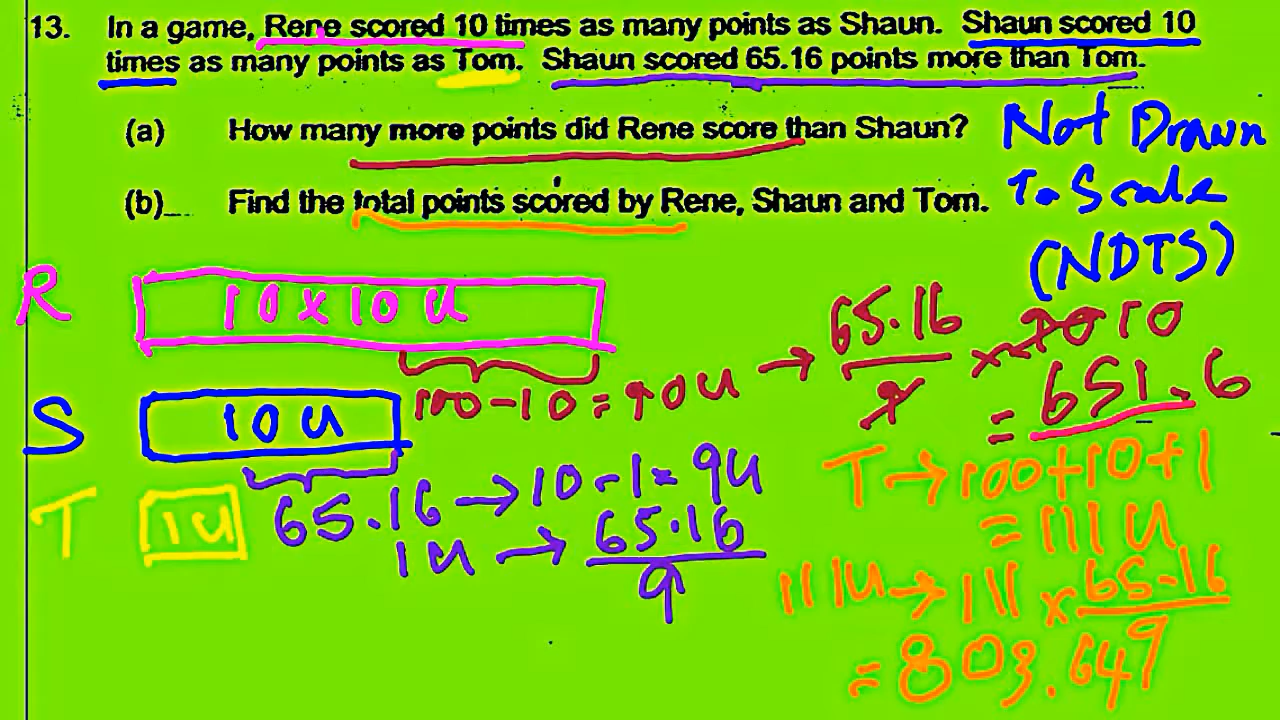 13. In a game, Rene scored 10 times as many points as Shaun. Shaun scored 10
times as many points as Tom. Shaun scored 65.16 points more than Tom.
(a) How many more points did Rene score than Shaun?
(b) Find the total points scored by Rene, Shaun and Tom.
Not Drawn
To Scale
(NDTS)
R 10 x 10 u
100 - 10 = 90u → 65.16/9 x 90 10
= 651.6
S 10 u
T 1u
65.16 → 10 - 1 = 9u
1u → 65.16/9
T → 100+10+1
= 111 u
111u → 111 x 65.16/9
= 803.64